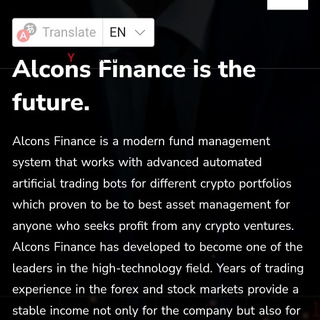 Translate EN
Alcons Finance is the
future.
Alcons Finance is a modern fund management
system that works with advanced automated
artificial trading bots for different crypto portfolios
which proven to be to best asset management for
anyone who seeks profit from any crypto ventures.
Alcons Finance has developed to become one of the
leaders in the high-technology field. Years of trading
experience in the forex and stock markets provide a
stable income not only for the company but also for